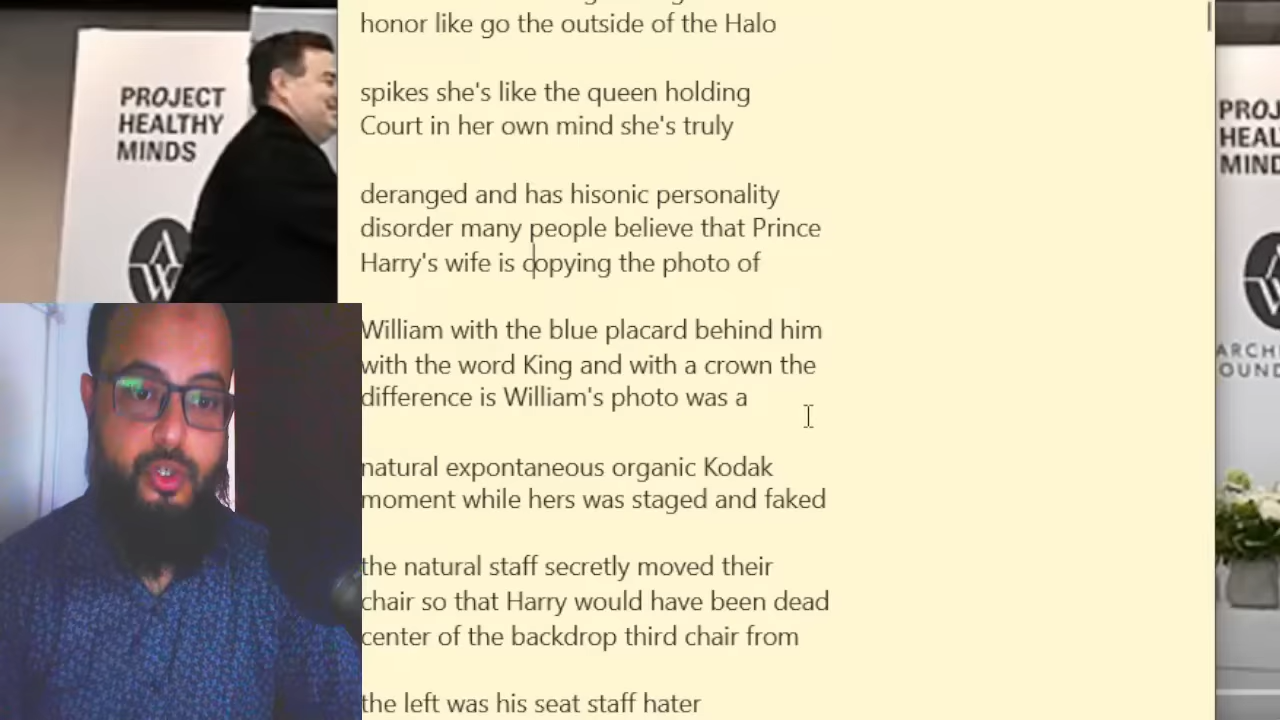 honor like go the outside of the Halo
spikes she's like the queen holding
Court in her own mind she's truly
deranged and has hisonic personality
disorder many people believe that Prince
Harry's wife is copying the photo of
William with the blue placard behind him
with the word King and with a crown the
difference is William's photo was a
natural expontaneous organic Kodak
moment while hers was staged and faked
the natural staff secretly moved their
chair so that Harry would have been dead
center of the backdrop third chair from
the left was his seat staff hater
PROJECT
HEALTHY
MINDS
AW
PROJ
HEAL
MIND
ARCH
OUND